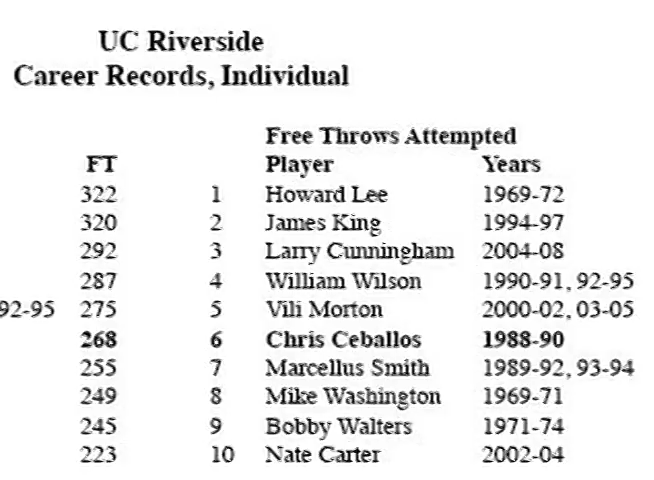 UC Riverside
Career Records, Individual
Free Throws Attempted
FT Player Years
322 1 Howard Lee 1969-72
320 2 James King 1994-97
292 3 Larry Cunningham 2004-08
287 4 William Wilson 1990-91, 92-95
92-95 275 5 Vili Morton 2000-02, 03-05
268 6 Chris Ceballos 1988-90
255 7 Marcellus Smith 1989-92, 93-94
249 8 Mike Washington 1969-71
245 9 Bobby Walters 1971-74
223 10 Nate Carter 2002-04